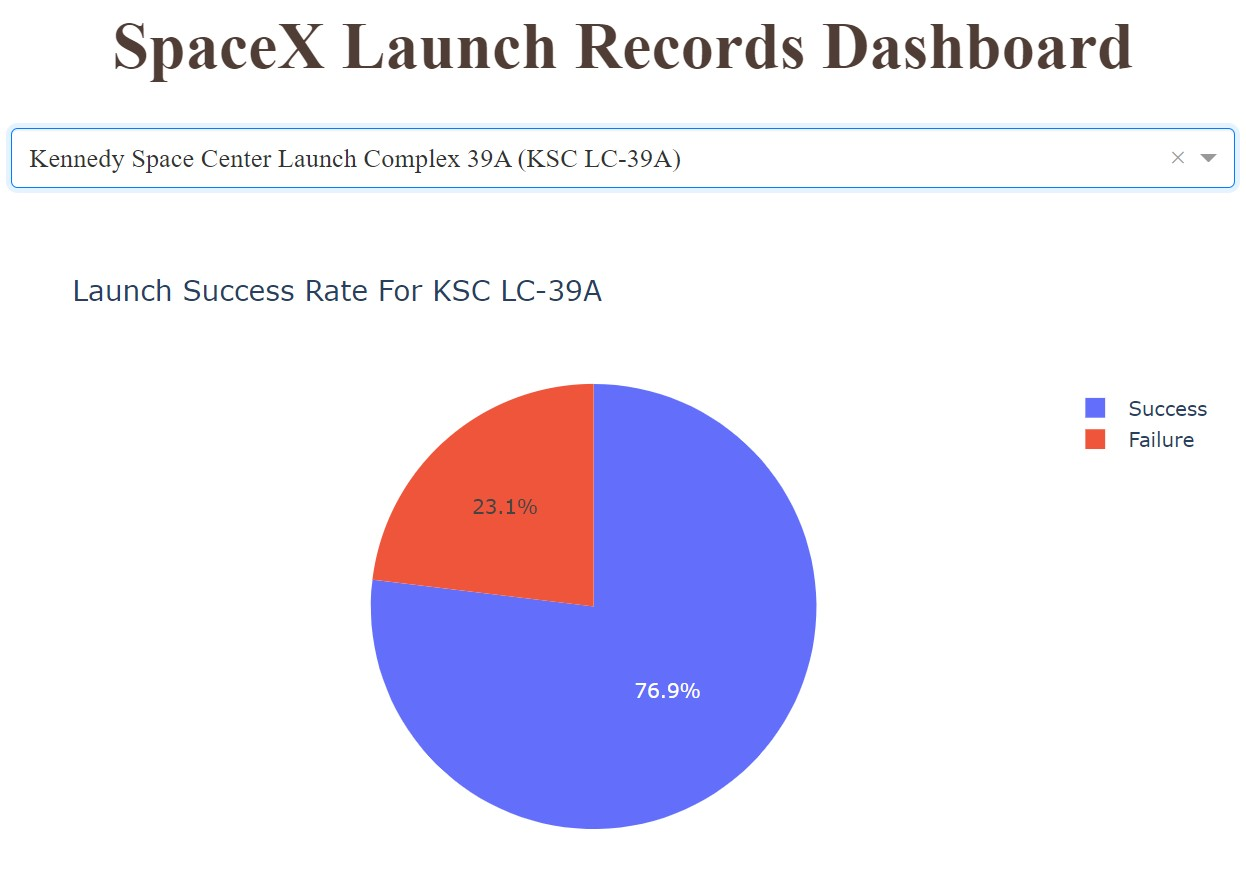 SpaceX Launch Records Dashboard
Kennedy Space Center Launch Complex 39A (KSC LC-39A)
Launch Success Rate For KSC LC-39A
Success
Failure
23.1%
76.9%